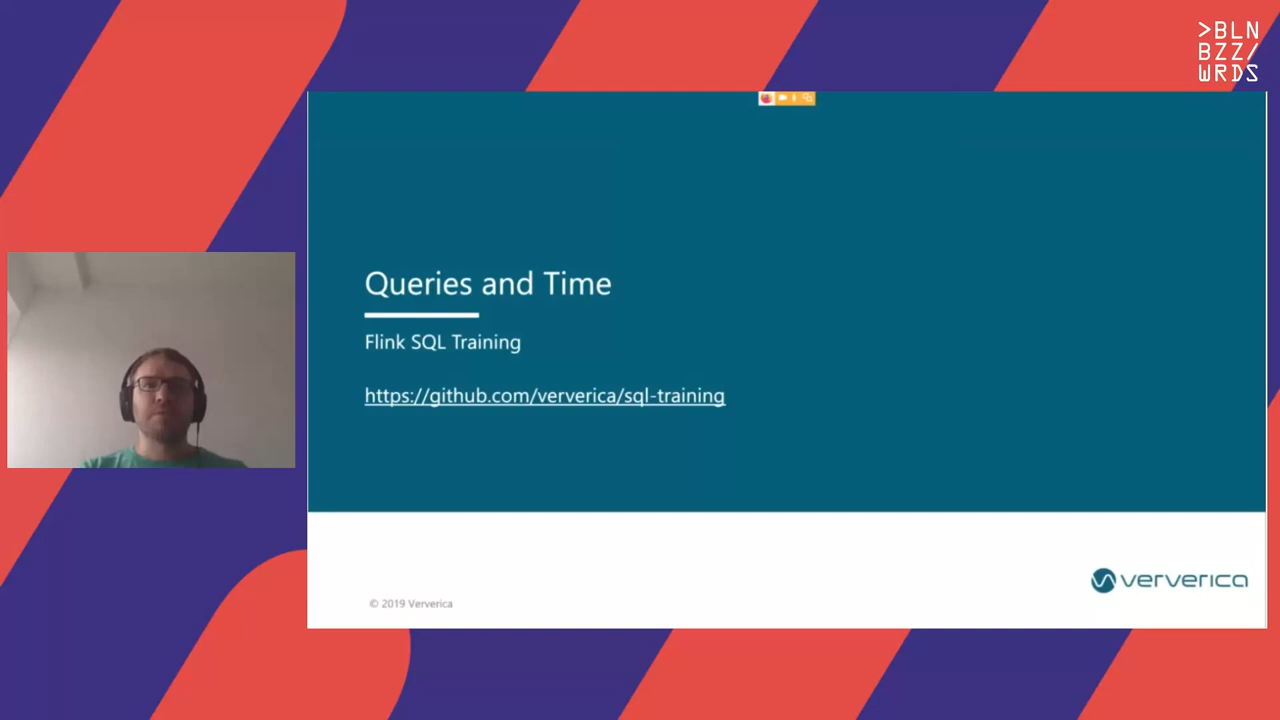 >BLN
BZZ/
WRDS
Queries and Time
Flink SQL Training
https://github.com/ververica/sql-training
ververica
© 2019 Ververica